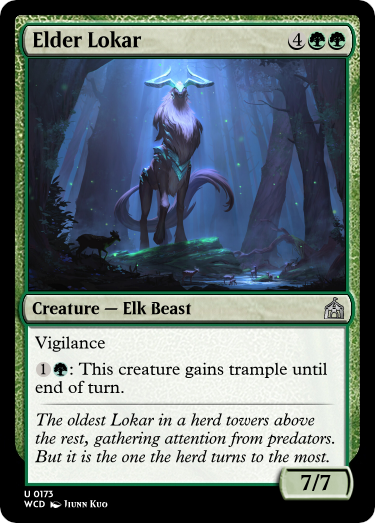 Elder Lokar 4
Creature — Elk Beast
Vigilance
1 : This creature gains trample until
end of turn.
The oldest Lokar in a herd towers above
the rest, gathering attention from predators.
But it is the one the herd turns to the most.
7/7
U 0173
WCD Jiunn Kuo